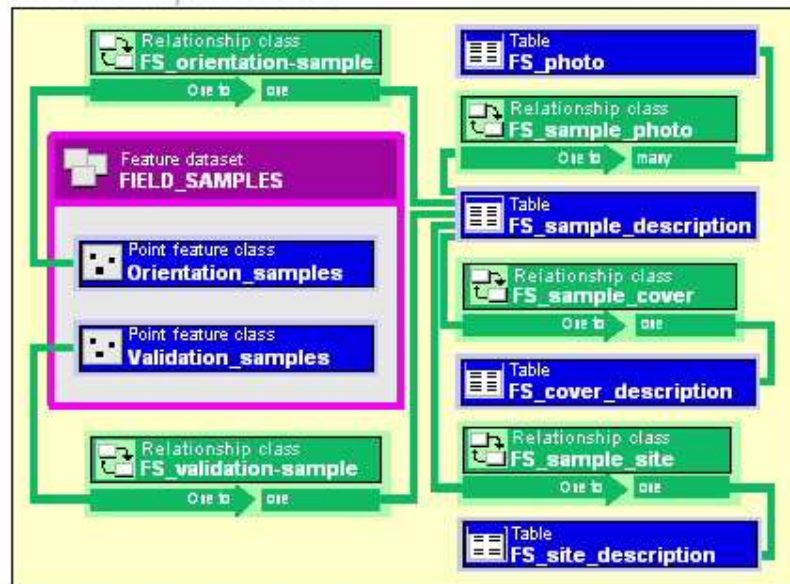 Relationship class
FS_orientation-sample
One to one
Feature dataset
FIELD_SAMPLES
Point feature class
Orientation_samples
Point feature class
Validation_samples
Relationship class
FS_validation-sample
One to one
Table
FS_photo
Relationship class
FS_sample_photo
One to many
Table
FS_sample_description
Relationship class
FS_sample_cover
One to one
Table
FS_cover_description
Relationship class
FS_sample_site
One to one
Table
FS_site_description